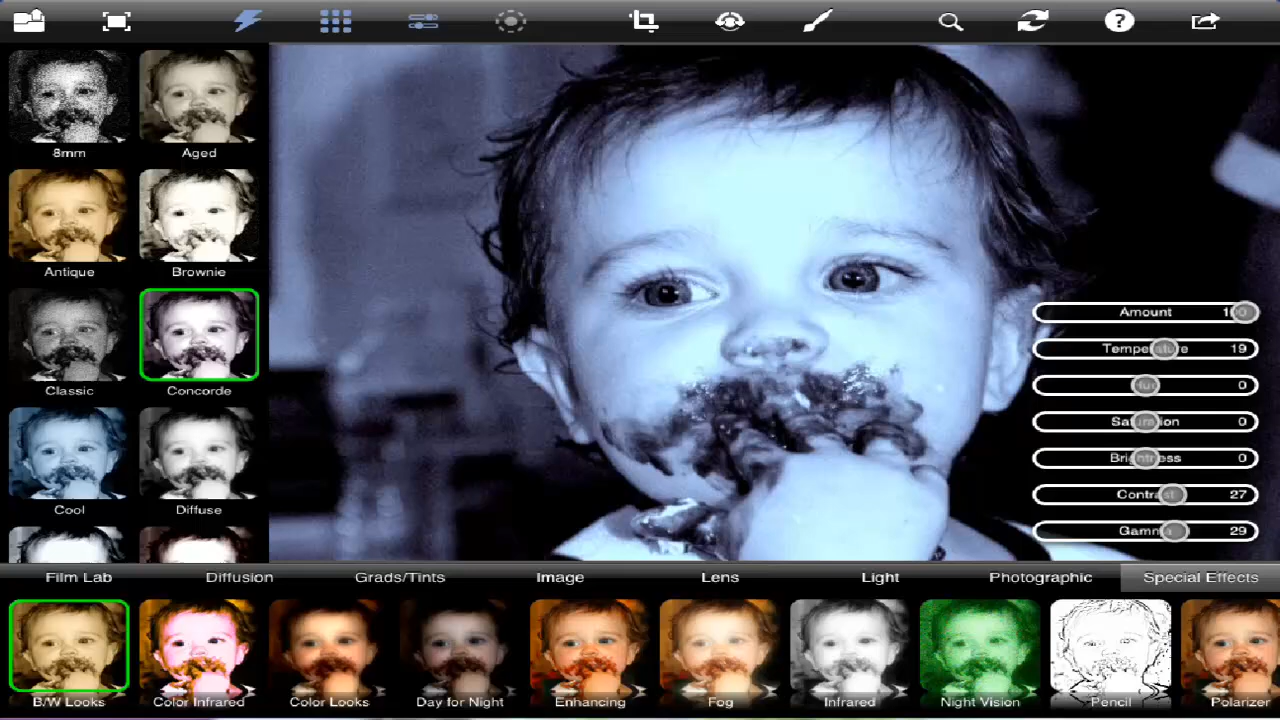 8mm Aged
Antique Brownie
Classic Concorde
Cool Diffuse
Amount 100
Temperature 19
Hue 0
Saturation 0
Brightness 0
Contrast 27
Gamma 29
Film Lab Diffusion Grads/Tints Image Lens Light Photographic Special Effects
B/W Looks Color Infrared Color Looks Day for Night Enhancing Fog Infrared Night Vision Pencil Polarizer